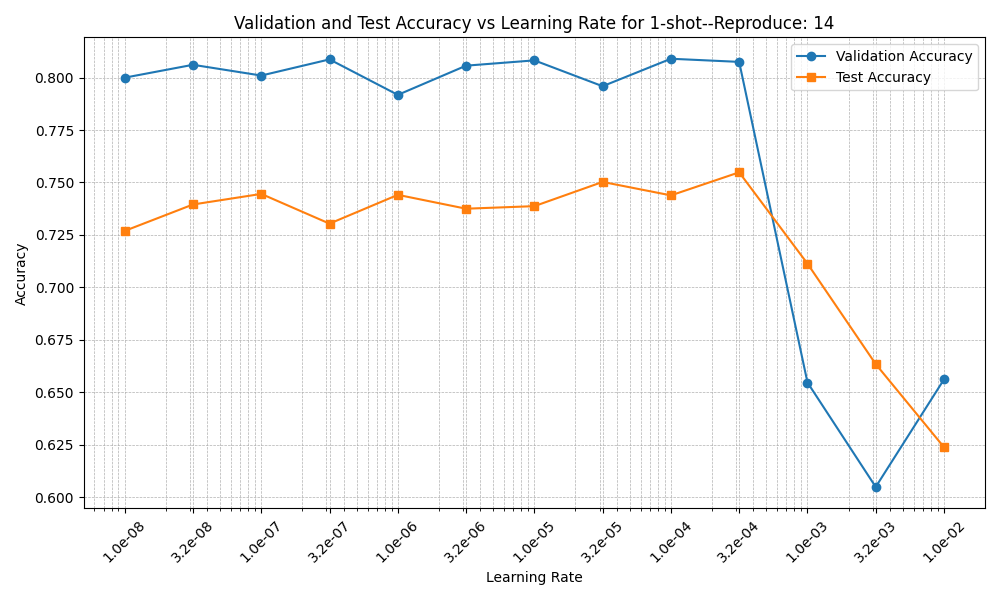 Validation and Test Accuracy vs Learning Rate for 1-shot--Reproduce: 14
Validation Accuracy
Test Accuracy
Accuracy
0.800
0.775
0.750
0.725
0.700
0.675
0.650
0.625
0.600
1.0e-08
3.2e-08
1.0e-07
3.2e-07
1.0e-06
3.2e-06
1.0e-05
3.2e-05
1.0e-04
3.2e-04
1.0e-03
3.2e-03
1.0e-02
Learning Rate